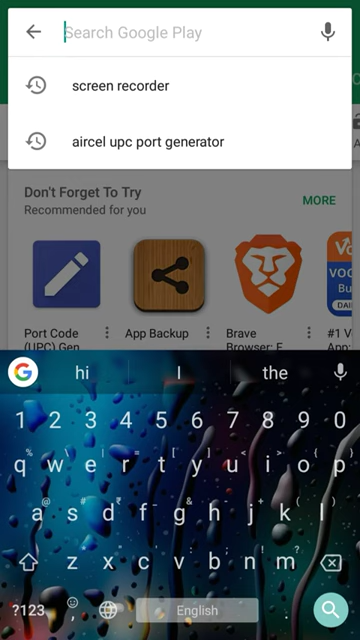 Search Google Play
screen recorder
aircel upc port generator
Don't Forget To Try
Recommended for you
MORE
Port Code
(UPC) Gen
App Backup
Brave
Browser: F
#1 V
App:
G hi I the
1 2 3 4 5 6 7 8 9 0
q w e r t y u i o p
a s d f g h j k l
z x c v b n m
?123 English